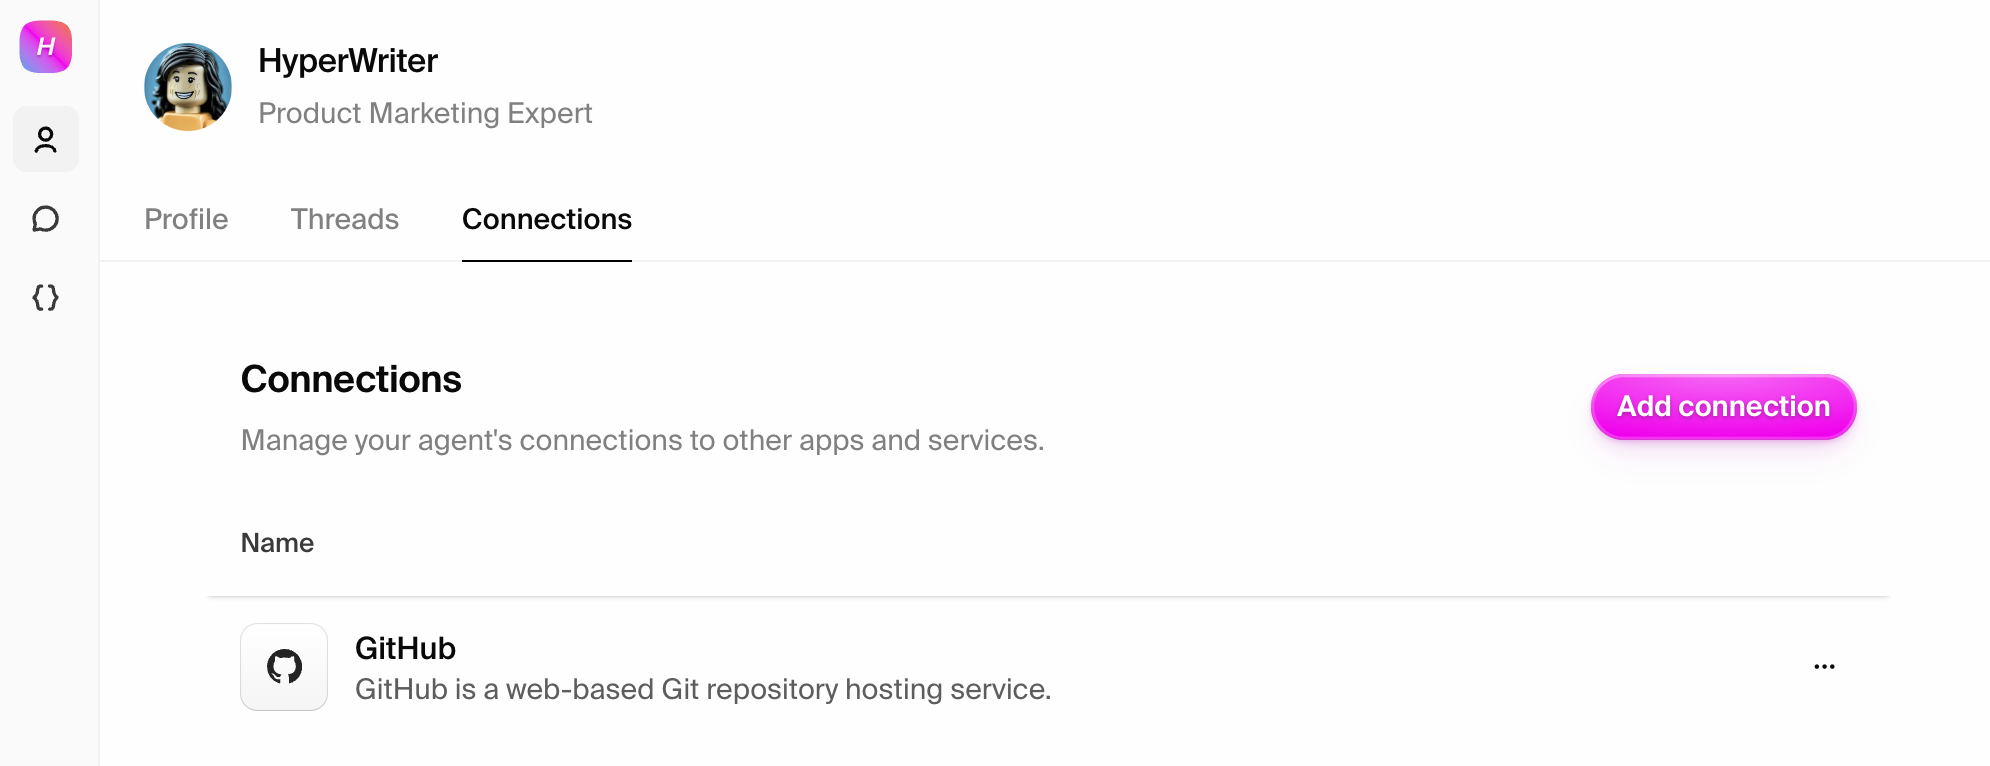 H
HyperWriter
Product Marketing Expert
Profile
Threads
Connections
Connections
Manage your agent's connections to other apps and services.
Add connection
Name
GitHub
GitHub is a web-based Git repository hosting service.